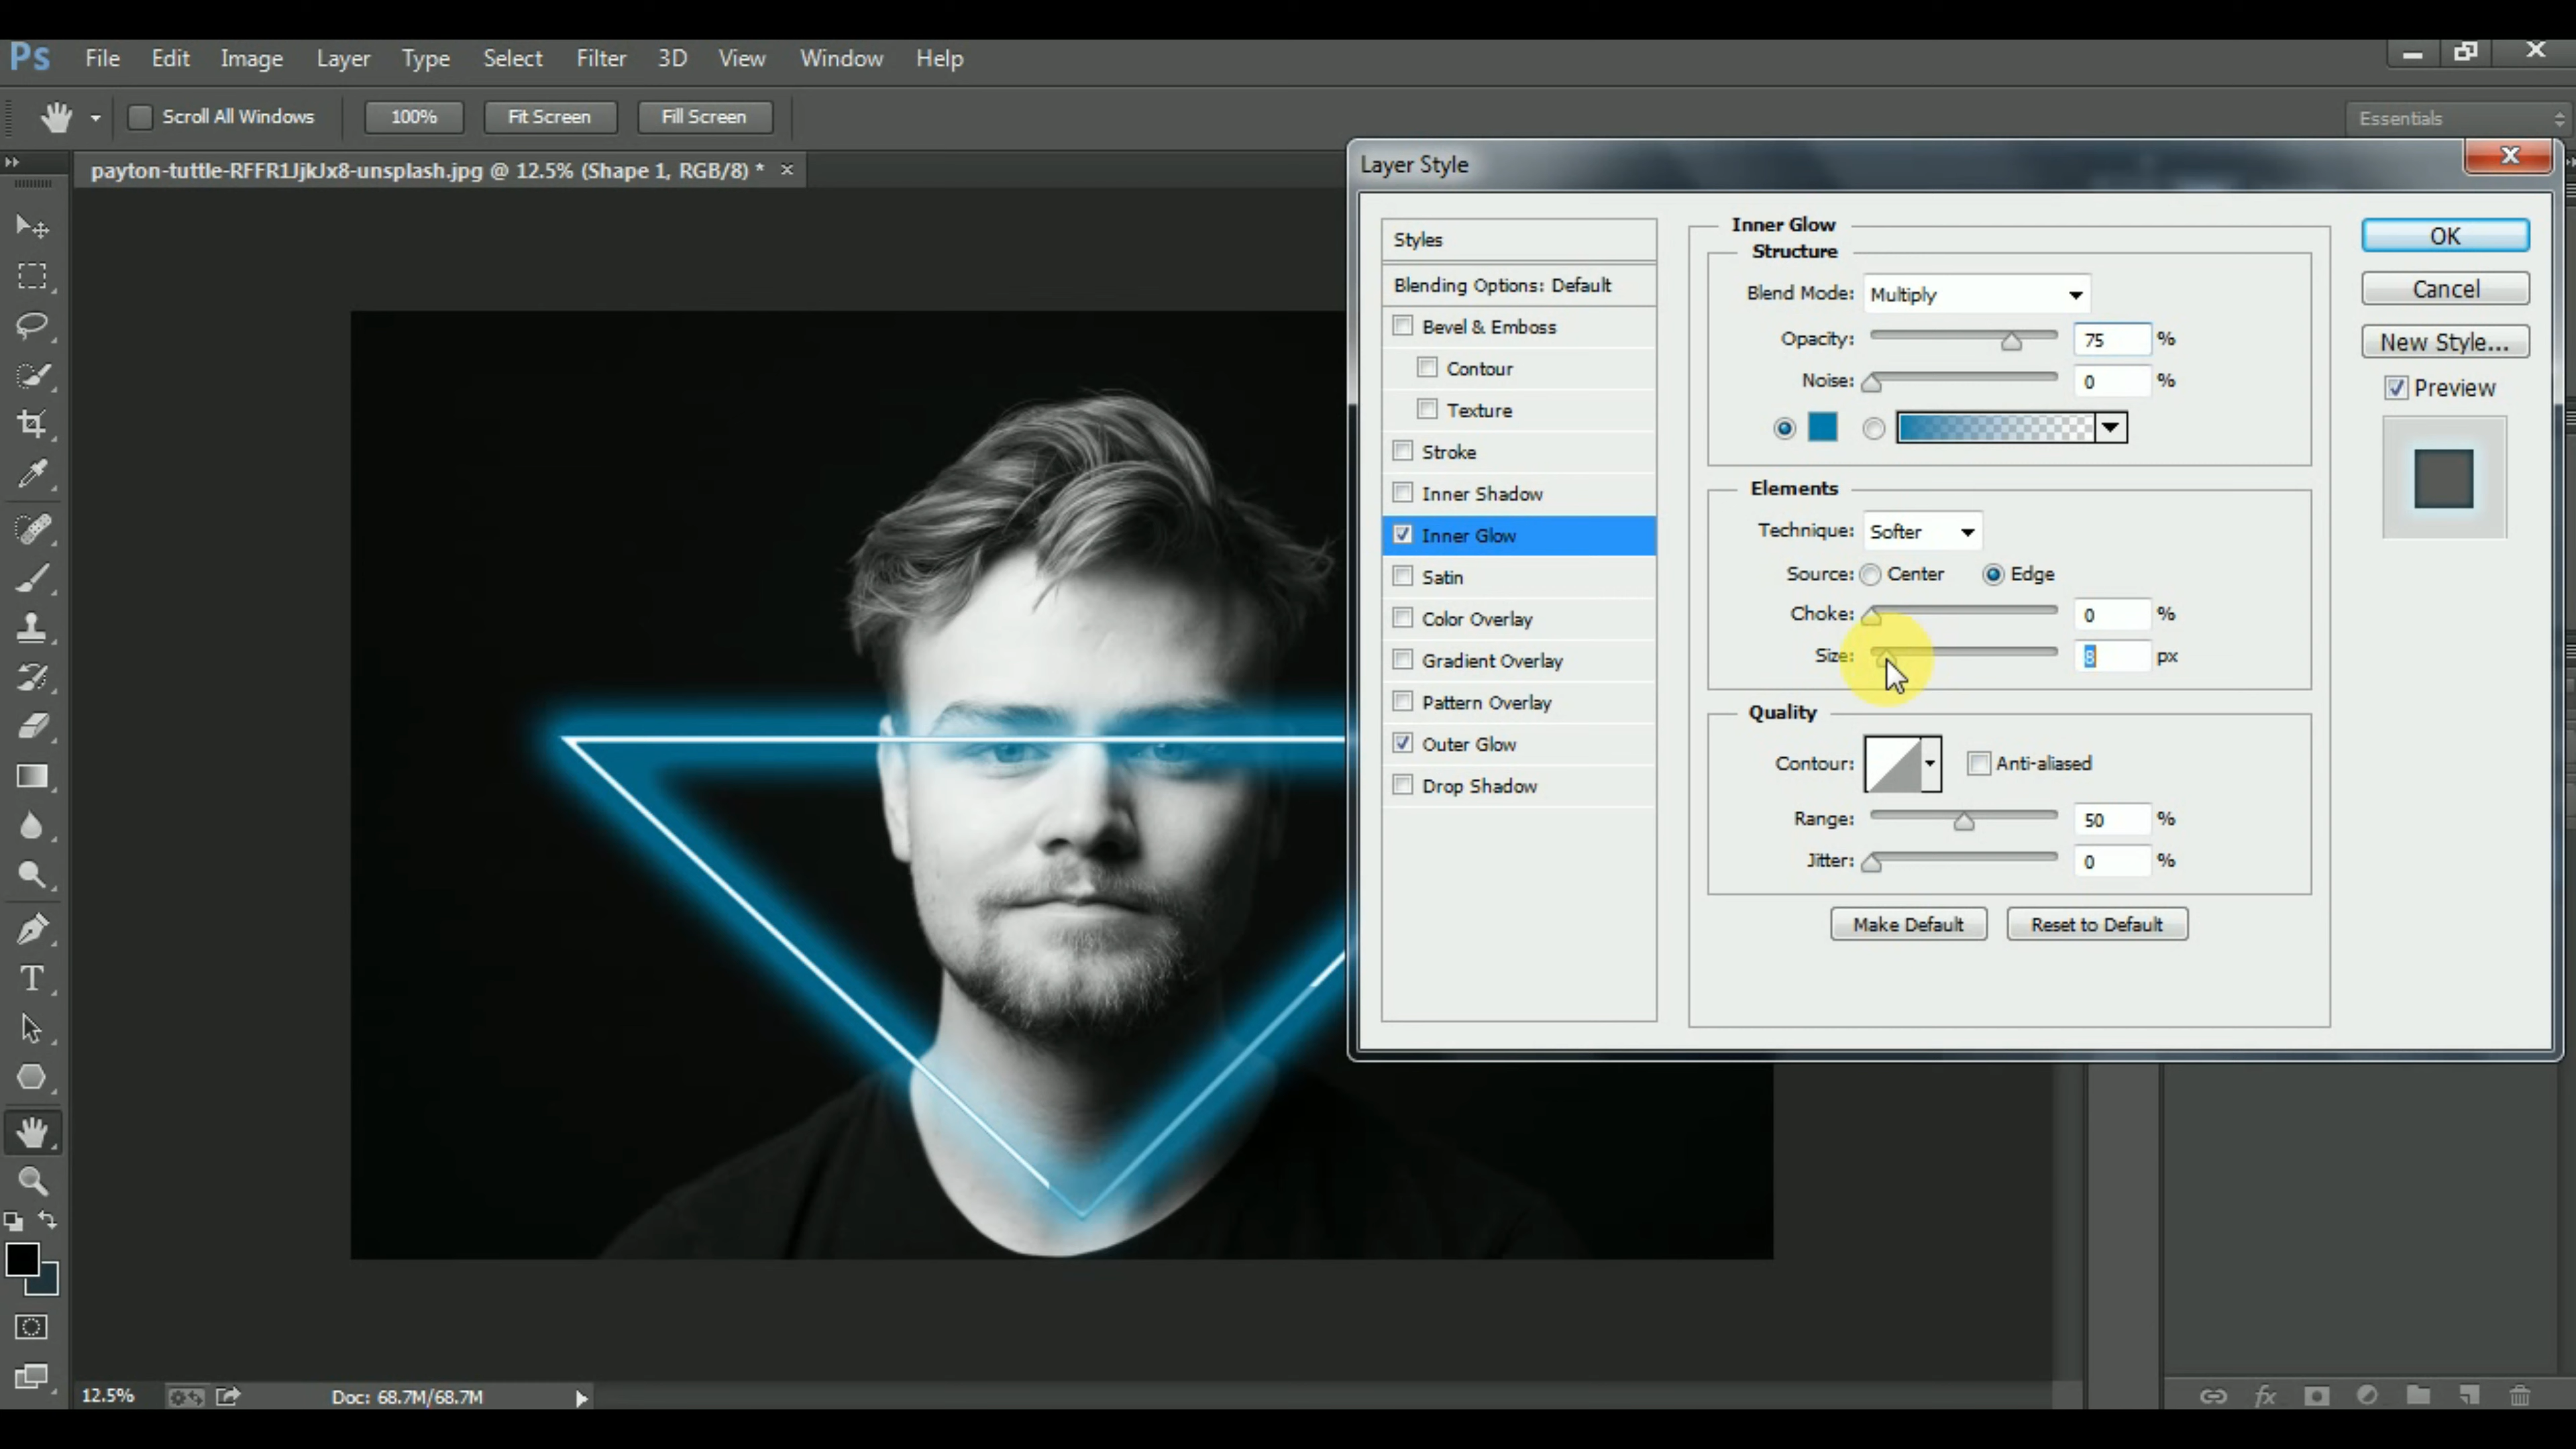 Ps File Edit Image Layer Type Select Filter 3D View Window Help
Scroll All Windows 100% Fit Screen Fill Screen Essentials
payton-tuttle-RFFR1JjkJx8-unsplash.jpg @ 12.5% (Shape 1, RGB/8) *
Layer Style
Styles
Blending Options: Default
Bevel & Emboss
Contour
Texture
Stroke
Inner Shadow
Inner Glow
Satin
Color Overlay
Gradient Overlay
Pattern Overlay
Outer Glow
Drop Shadow
Inner Glow
Structure
Blend Mode: Multiply
Opacity: 75 %
Noise: 0 %
Elements
Technique: Softer
Source: Center Edge
Choke: 0 %
Size: 8 px
Quality
Contour: Anti-aliased
Range: 50 %
Jitter: 0 %
Make Default Reset to Default
OK
Cancel
New Style...
Preview
T
12.5% Doc: 68.7M/68.7M
fx